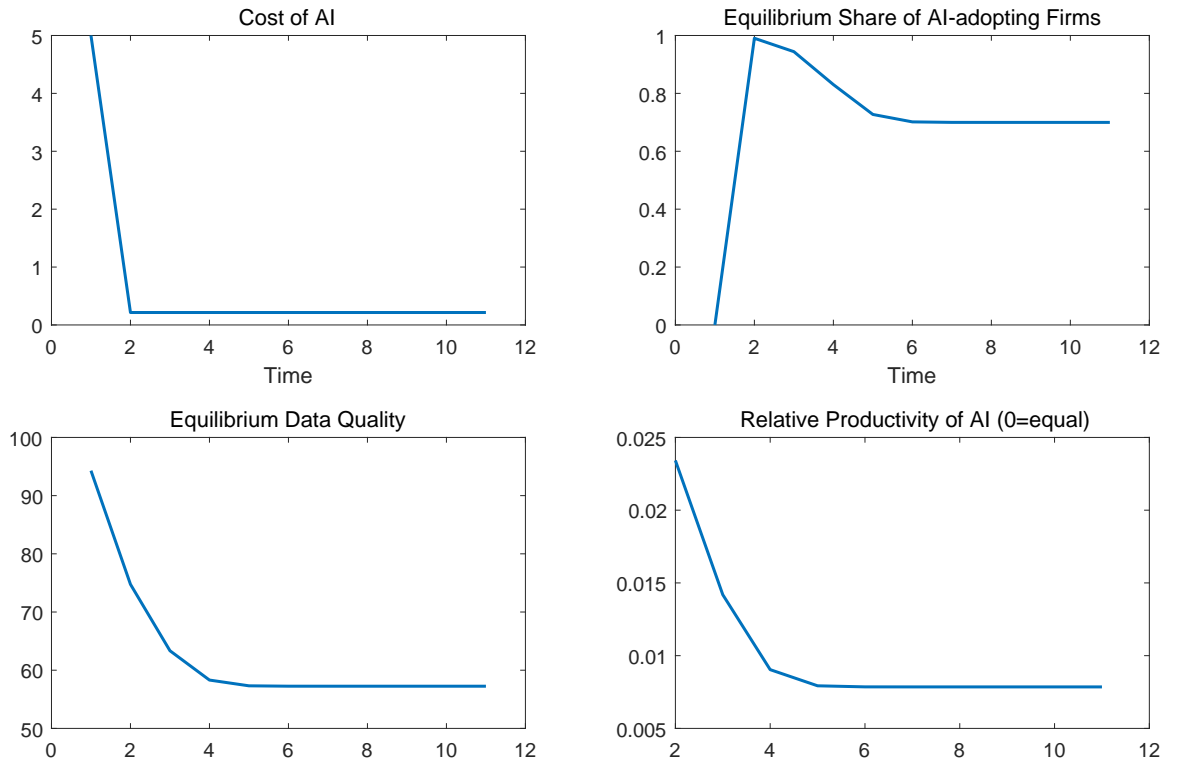 Cost of AI
5
4
3
2
1
0
0 2 4 6 8 10 12
Time
Equilibrium Share of AI-adopting Firms
1
0.8
0.6
0.4
0.2
0
0 2 4 6 8 10 12
Time
Equilibrium Data Quality
100
90
80
70
60
50
0 2 4 6 8 10 12
Relative Productivity of AI (0=equal)
0.025
0.02
0.015
0.01
0.005
2 4 6 8 10 12